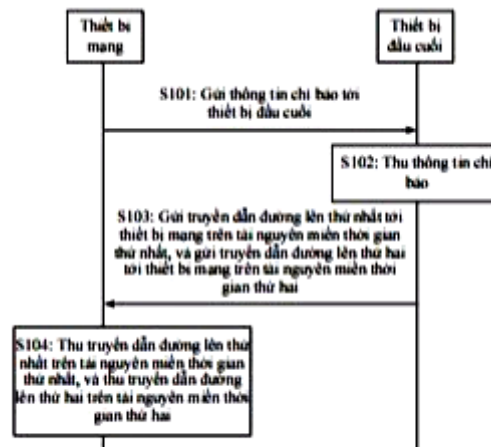 Thiết bị
mạng
Thiết bị
đầu cuối
S101: Gửi thông tin chỉ báo tới
thiết bị đầu cuối
S102: Thu thông tin chỉ
báo
S103: Gửi truyền dẫn đường lên thứ nhất tới
thiết bị mạng trên tài nguyên miền thời gian
thứ nhất, và gửi truyền dẫn đường lên thứ hai
tới thiết bị mạng trên tài nguyên miền thời
gian thứ hai
S104: Thu truyền dẫn đường lên thứ
nhất trên tài nguyên miền thời gian
thứ nhất, và thu truyền dẫn đường
lên thứ hai trên tài nguyên miền thời
gian thứ hai